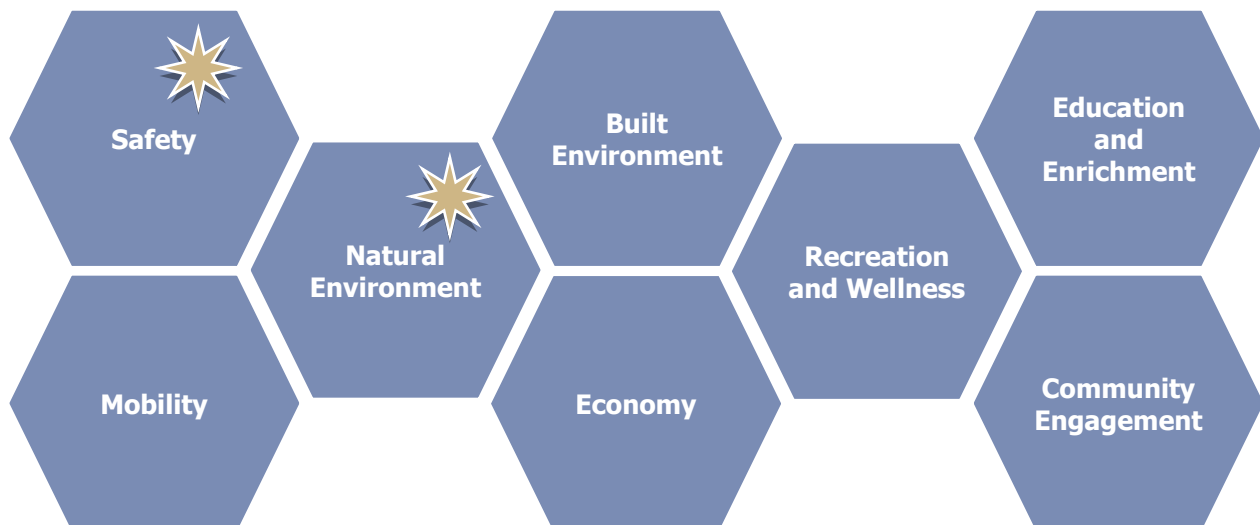 Safety
Built
Environment
Education
and
Enrichment
Natural
Environment
Recreation
and Wellness
Mobility
Economy
Community
Engagement